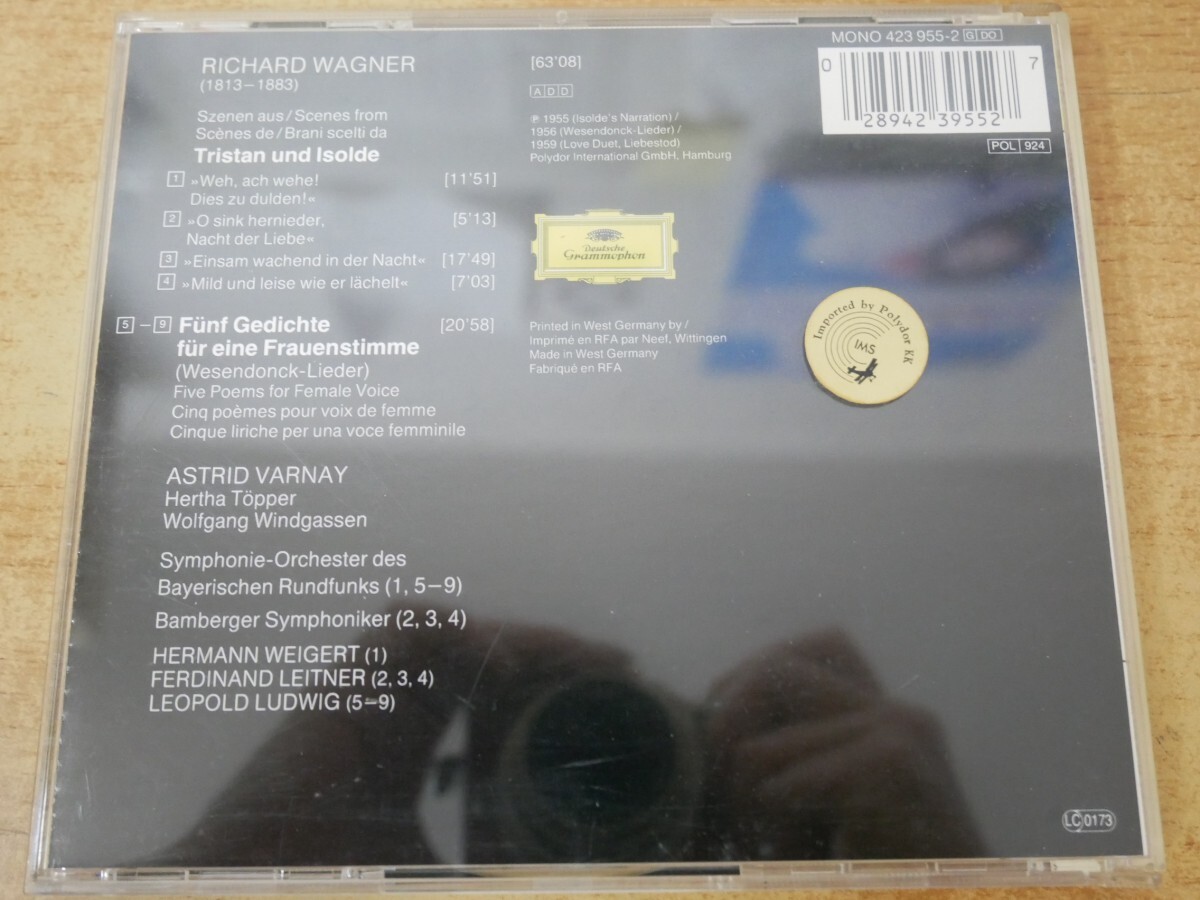 RICHARD WAGNER
(1813–1883)
Szenen aus / Scenes from
Scènes de / Brani scelti da
Tristan und Isolde
1 »Weh, ach wehe! [11'51]
Dies zu dulden!«
2 »O sink hernieder, [5'13]
Nacht der Liebe«
3 »Einsam wachend in der Nacht« [17'49]
4 »Mild und leise wie er lächelt« [7'03]
5 – 9 Fünf Gedichte [20'58]
für eine Frauenstimme
(Wesendonck-Lieder)
Five Poems for Female Voice
Cinq poèmes pour voix de femme
Cinque liriche per una voce femminile
ASTRID VARNAY
Hertha Töpper
Wolfgang Windgassen
Symphonie-Orchester des
Bayerischen Rundfunks (1, 5–9)
Bamberger Symphoniker (2, 3, 4)
HERMANN WEIGERT (1)
FERDINAND LEITNER (2, 3, 4)
LEOPOLD LUDWIG (5–9)
[63'08]
ADD
℗ 1955 (Isolde's Narration) /
1956 (Wesendonck-Lieder) /
1959 (Love Duet, Liebestod)
Polydor International GmbH, Hamburg
Deutsche
Grammophon
Printed in West Germany by /
Imprimé en RFA par Neef, Wittingen
Made in West Germany
Fabriqué en RFA
MONO 423 955-2 G DO
0 28942 39552 7
POL 924
Imported by Polydor KK
IMS
LC 0173